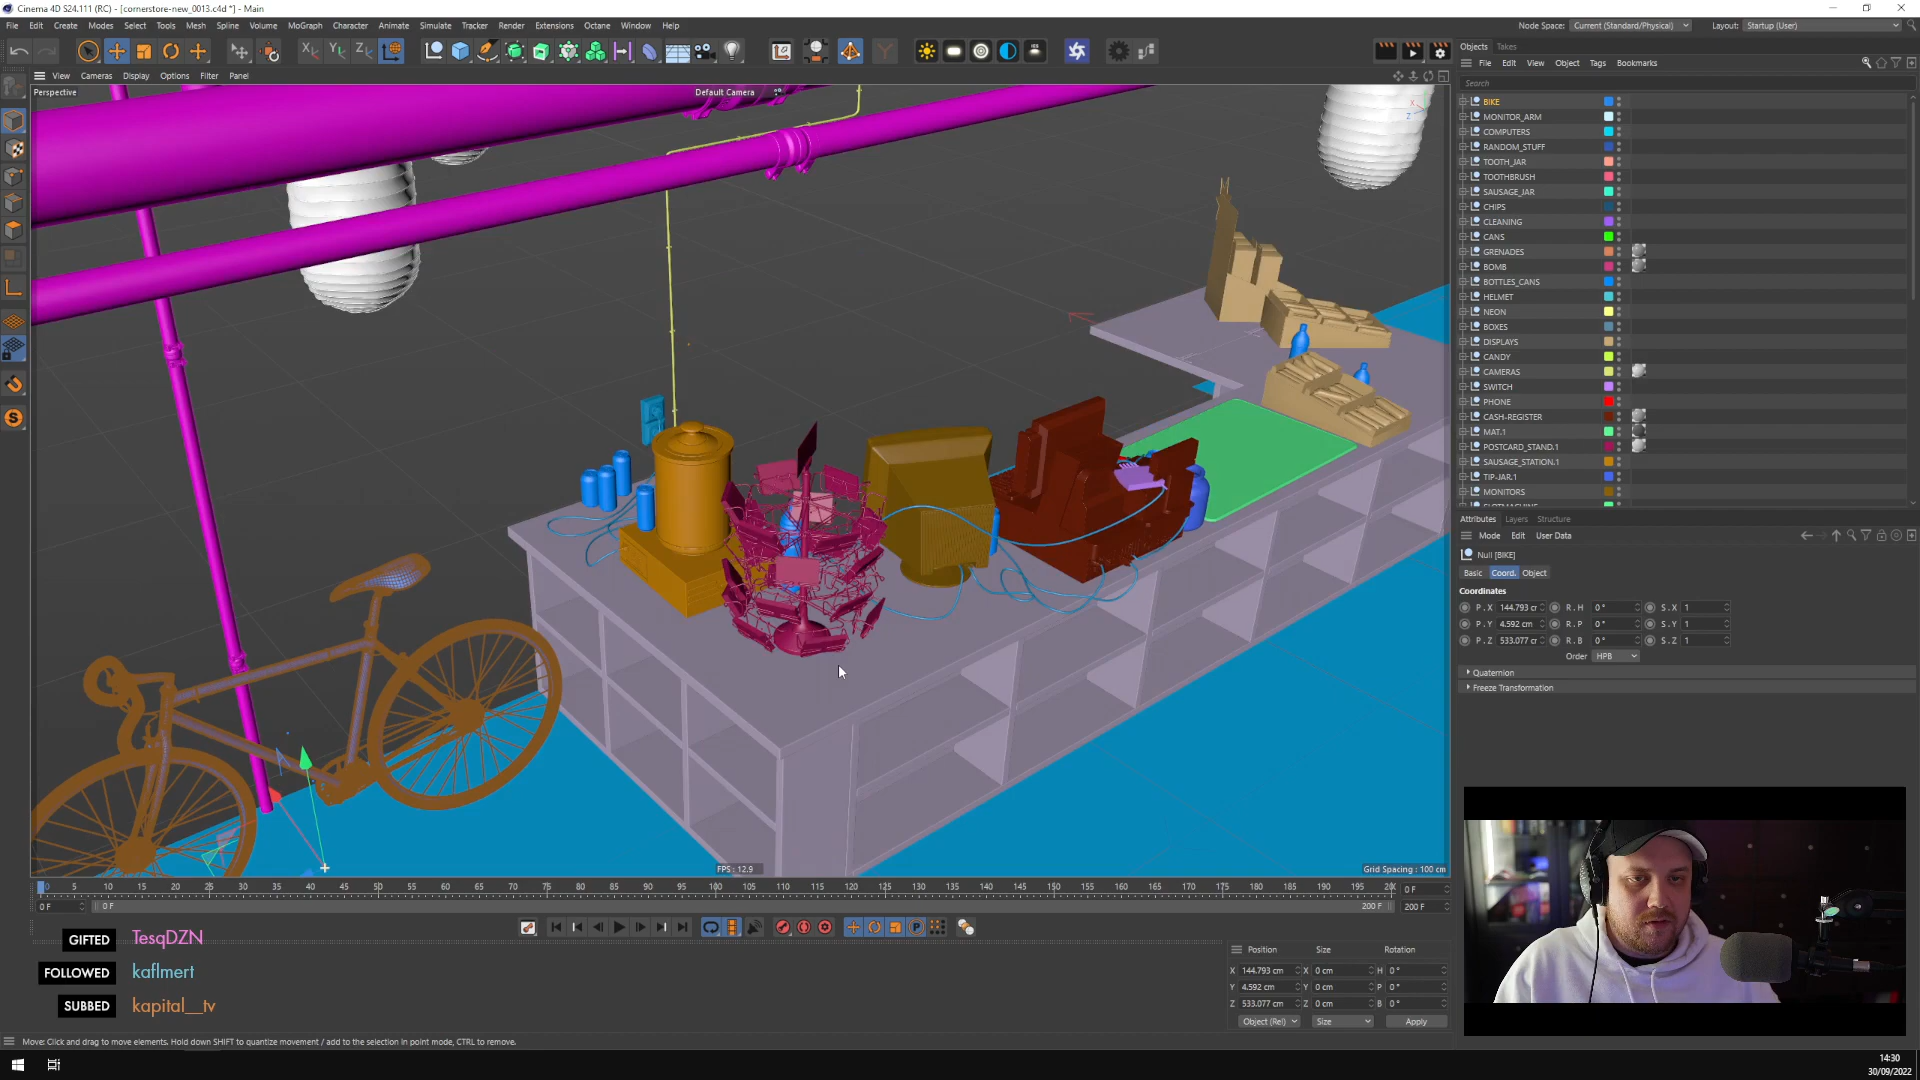 Cinema 4D S24.111 (RC) - [cornerstore-new_0013.c4d *] - Main
File Edit Create Modes Select Tools Mesh Spline Volume MoGraph Character Animate Simulate Tracker Render Extensions Octane Window Help
Node Space: Current (Standard/Physical) Layout: Startup (User)
View Cameras Display Options Filter Panel
Perspective
Default Camera
X
Z
Objects Takes
File Edit View Object Tags Bookmarks
Search
BIKE
MONITOR_ARM
COMPUTERS
RANDOM_STUFF
TOOTH_JAR
TOOTHBRUSH
SAUSAGE_JAR
CHIPS
CLEANING
CANS
GRENADES
BOMB
BOTTLES_CANS
HELMET
NEON
BOXES
DISPLAYS
CANDY
CAMERAS
SWITCH
PHONE
CASH-REGISTER
MAT.1
POSTCARD_STAND.1
SAUSAGE_STATION.1
TIP-JAR.1
MONITORS
Attributes Layers Structure
Mode Edit User Data
Null [BIKE]
Basic Coord. Object
Coordinates
P . X 144.793 cr R . H 0 ° S . X 1
P . Y 4.592 cm R . P 0 ° S . Y 1
P . Z 533.077 cr R . B 0 ° S . Z 1
Order HPB
Quaternion
Freeze Transformation
FPS : 12.9
Grid Spacing : 100 cm
0 5 10 15 20 25 30 35 40 45 50 55 60 65 70 75 80 85 90 95 100 105 110 115 120 125 130 135 140 145 150 155 160 165 170 175 180 185 190 195 200 0 F
0 F 0 F 200 F 200 F
GIFTED TesqDZN
FOLLOWED kaflmert
SUBBED kapital__tv
Position Size Rotation
X 144.793 cm X 0 cm H 0 °
Y 4.592 cm Y 0 cm P 0 °
Z 533.077 cm Z 0 cm B 0 °
Object (Rel) Size Apply
Move: Click and drag to move elements. Hold down SHIFT to quantize movement / add to the selection in point mode, CTRL to remove.
14:30
30/09/2022